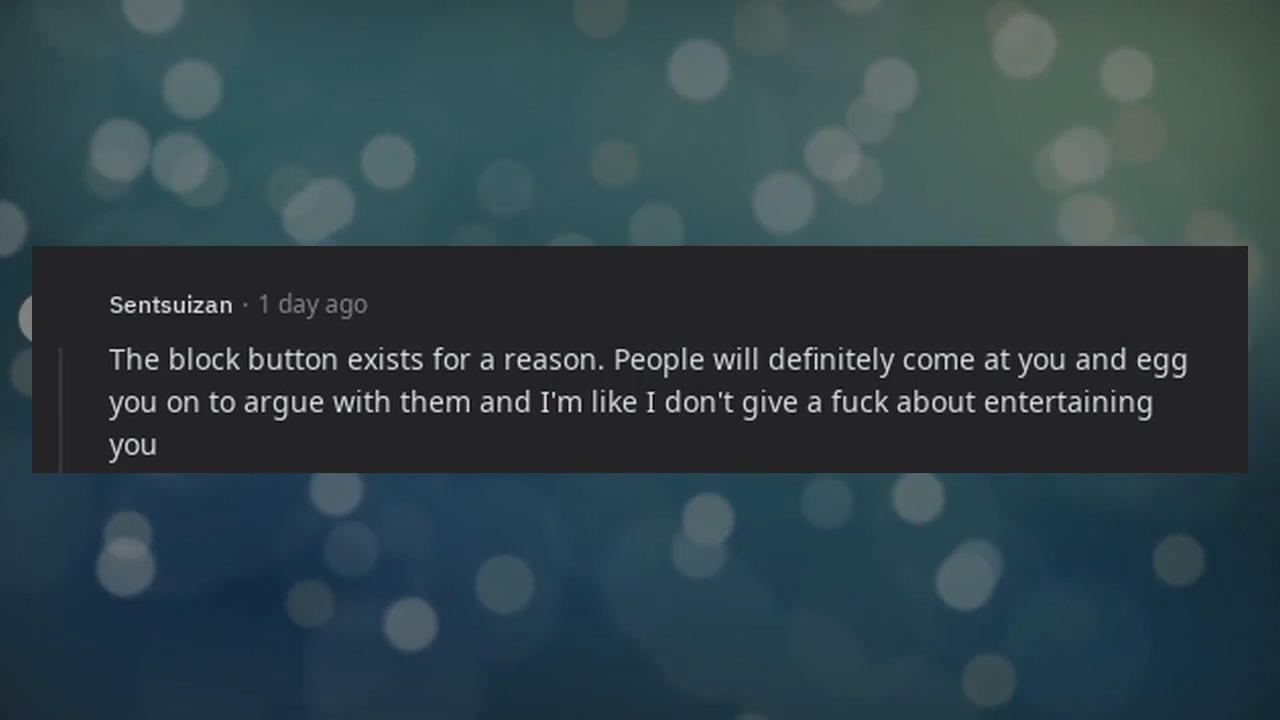 Sentsuizan · 1 day ago
The block button exists for a reason. People will definitely come at you and egg
you on to argue with them and I'm like I don't give a fuck about entertaining
you